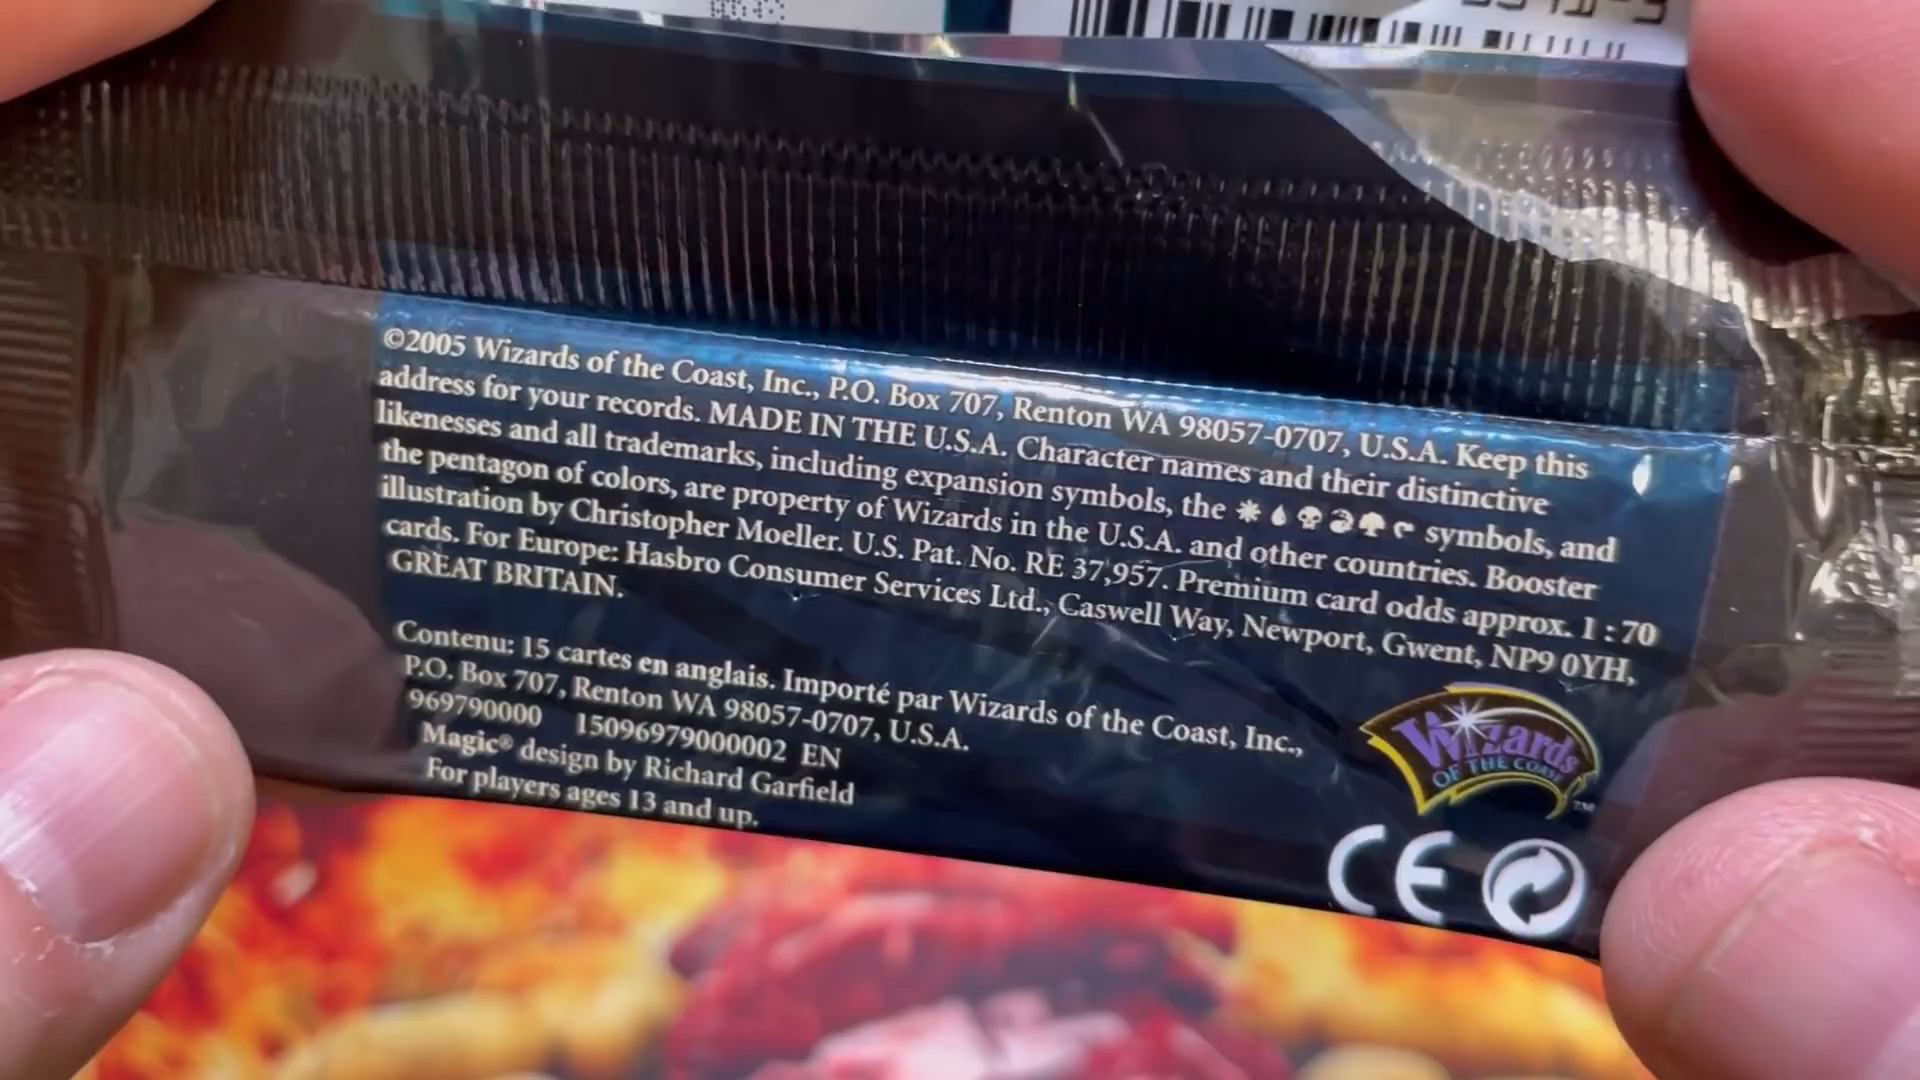 ©2005 Wizards of the Coast, Inc., P.O. Box 707, Renton WA 98057-0707, U.S.A. Keep this
address for your records. MADE IN THE U.S.A. Character names and their distinctive
likenesses and all trademarks, including expansion symbols, the symbols, and
the pentagon of colors, are property of Wizards in the U.S.A. and other countries. Booster
illustration by Christopher Moeller. U.S. Pat. No. RE 37,957. Premium card odds approx. 1 : 70
cards. For Europe: Hasbro Consumer Services Ltd., Caswell Way, Newport, Gwent, NP9 0YH,
GREAT BRITAIN.
Contenu: 15 cartes en anglais. Importé par Wizards of the Coast, Inc.,
P.O. Box 707, Renton WA 98057-0707, U.S.A.
969790000 15096979000002 EN
Magic® design by Richard Garfield
For players ages 13 and up.
Wizards
OF THE COAST
TM
CE